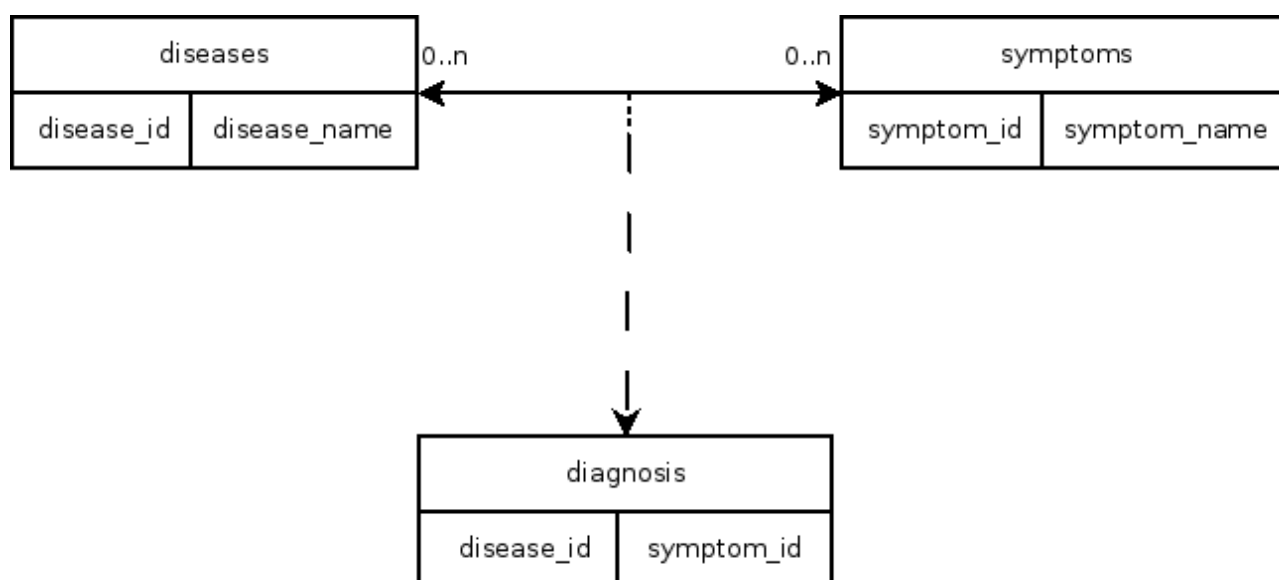 diseases
0..n
0..n
symptoms
disease_id
disease_name
symptom_id
symptom_name
diagnosis
disease_id
symptom_id